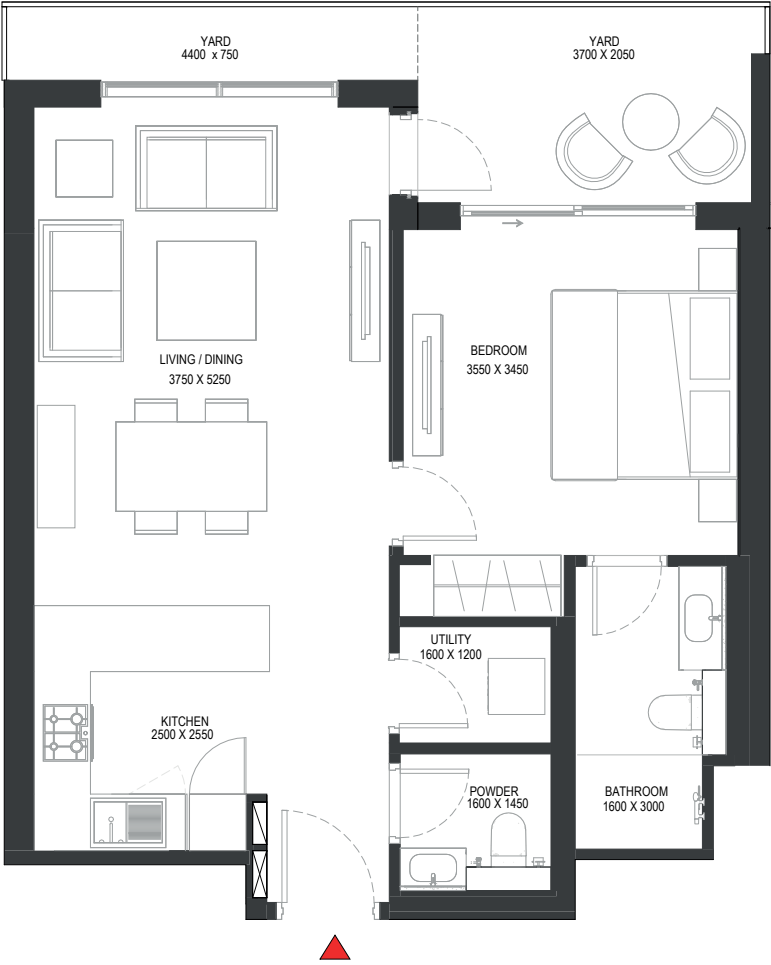 YARD
4400 x 750
YARD
3700 X 2050
LIVING / DINING
3750 X 5250
BEDROOM
3550 X 3450
UTILITY
1600 X 1200
KITCHEN
2500 X 2550
POWDER
1600 X 1450
BATHROOM
1600 X 3000